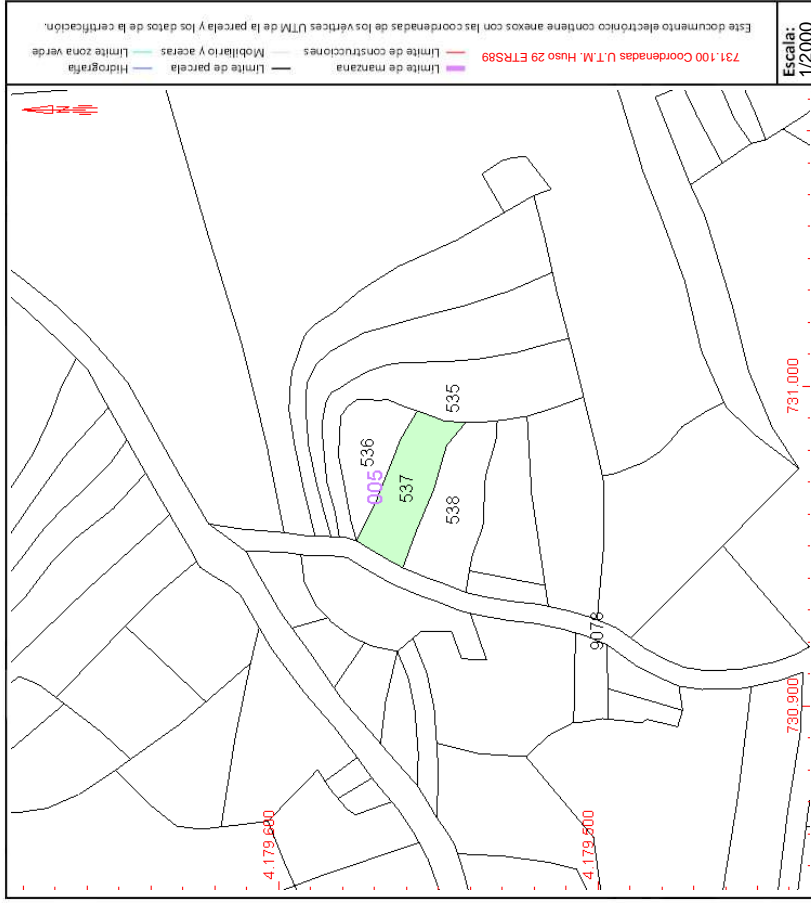 Este documento electrónico contiene anexos con las coordenadas de los vértices UTM de la parcela y los datos de la certificación.
731.100 Coordenadas U.T.M. Huso 29 ETRS89
Límite de manzana
Límite de construcciones
Límite de parcela
Mobiliario y aceras
Hidrografía
Límite zona verde
Escala:
1/2000
N
535
536
005
537
538
9078
731.000
730.900
4.179.600
4.179.500